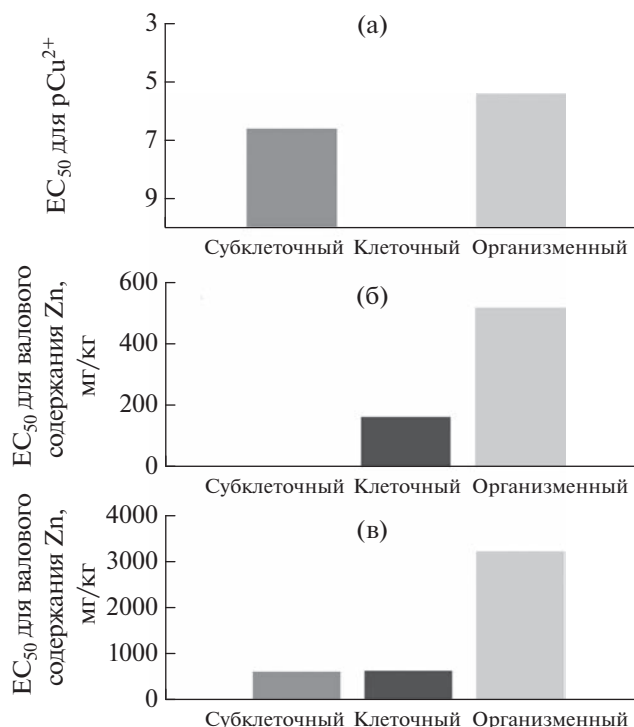 (а)
EC₅₀ для pCu²⁺
3
5
7
9
Субклеточный Клеточный Организменный
(б)
EC₅₀ для валового
содержания Zn,
мг/кг
600
400
200
0
Субклеточный Клеточный Организменный
(в)
EC₅₀ для валового
содержания Zn,
мг/кг
4000
3000
2000
1000
0
Субклеточный Клеточный Организменный